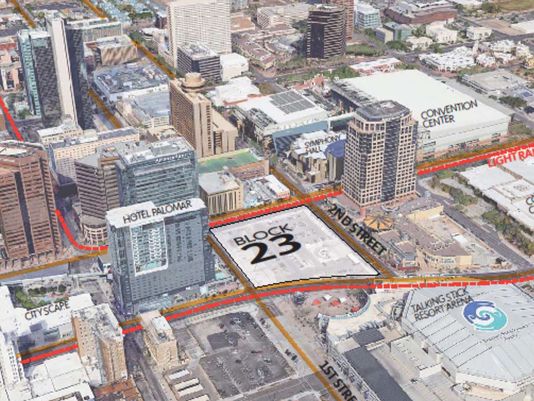 CONVENTION
CENTER
SYMPHONY
HALL
LIGHT RA
HOTEL PALOMAR
2ND STREET
BLOCK
23
CITYSCAPE
TALKING STICK
RESORT ARENA
1ST STRE